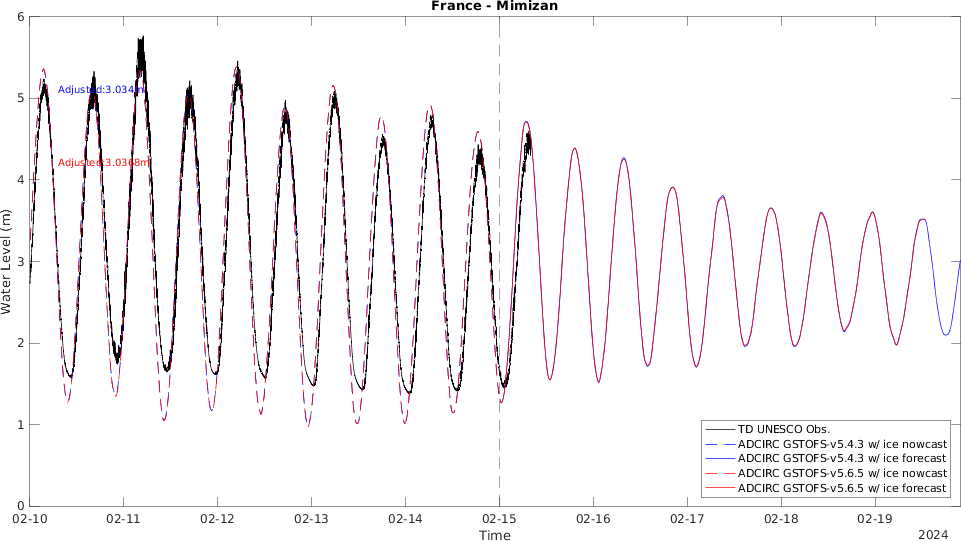 France - Mimizan
6
5
4
3
2
1
0
Water Level (m)
Adjusted:3.034m
Adjusted:3.0368m
TD UNESCO Obs.
ADCIRC GSTOFS-v5.4.3 w/ ice nowcast
ADCIRC GSTOFS-v5.4.3 w/ ice forecast
ADCIRC GSTOFS-v5.6.5 w/ ice nowcast
ADCIRC GSTOFS-v5.6.5 w/ ice forecast
02-10 02-11 02-12 02-13 02-14 02-15 02-16 02-17 02-18 02-19
Time
2024